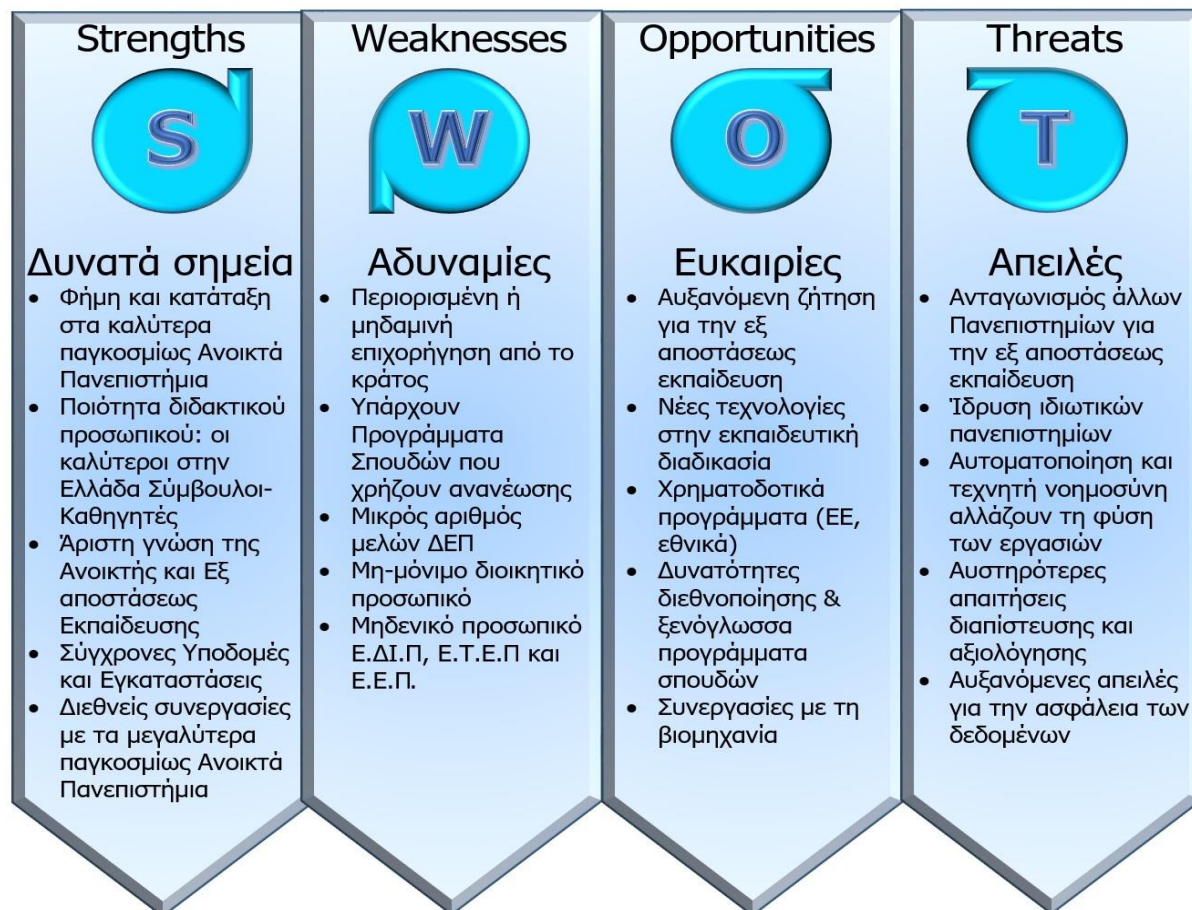 Strengths
S
Δυνατά σημεία
• Φήμη και κατάταξη
στα καλύτερα
παγκοσμίως Ανοικτά
Πανεπιστήμια
• Ποιότητα διδακτικού
προσωπικού: οι
καλύτεροι στην
Ελλάδα Σύμβουλοι-
Καθηγητές
• Άριστη γνώση της
Ανοικτής και Εξ
αποστάσεως
Εκπαίδευσης
• Σύγχρονες Υποδομές
και Εγκαταστάσεις
• Διεθνείς συνεργασίες
με τα μεγαλύτερα
παγκοσμίως Ανοικτά
Πανεπιστήμια
Weaknesses
W
Αδυναμίες
• Περιορισμένη ή
μηδαμινή
επιχορήγηση από το
κράτος
• Υπάρχουν
Προγράμματα
Σπουδών που
χρήζουν ανανέωσης
• Μικρός αριθμός
μελών ΔΕΠ
• Μη-μόνιμο διοικητικό
προσωπικό
• Μηδενικό προσωπικό
Ε.ΔΙ.Π, Ε.Τ.Ε.Π και
Ε.Ε.Π.
Opportunities
O
Ευκαιρίες
• Αυξανόμενη ζήτηση
για την εξ
αποστάσεως
εκπαίδευση
• Νέες τεχνολογίες
στην εκπαιδευτική
διαδικασία
• Χρηματοδοτικά
προγράμματα (ΕΕ,
εθνικά)
• Δυνατότητες
διεθνοποίησης &
ξενόγλωσσα
προγράμματα
σπουδών
• Συνεργασίες με τη
βιομηχανία
Threats
T
Απειλές
• Ανταγωνισμός άλλων
Πανεπιστημίων για
την εξ αποστάσεως
εκπαίδευση
• Ίδρυση ιδιωτικών
πανεπιστημίων
• Αυτοματοποίηση και
τεχνητή νοημοσύνη
αλλάζουν τη φύση
των εργασιών
• Αυστηρότερες
απαιτήσεις
διαπίστευσης και
αξιολόγησης
• Αυξανόμενες απειλές
για την ασφάλεια των
δεδομένων